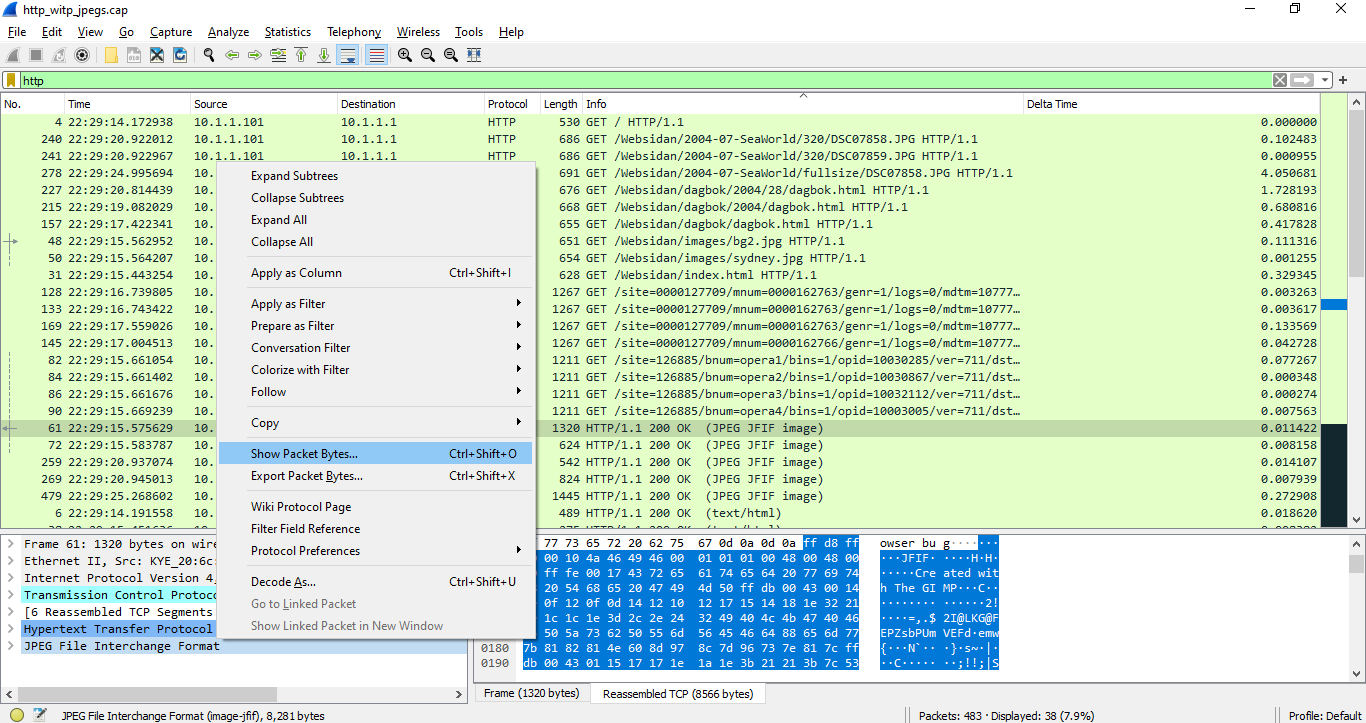 http_witp_jpegs.cap
File Edit View Go Capture Analyze Statistics Telephony Wireless Tools Help
http
No. Time Source Destination Protocol Length Info Delta Time
4 22:29:14.172938 10.1.1.101 10.1.1.1 HTTP 530 GET / HTTP/1.1 0.000000
240 22:29:20.922012 10.1.1.101 10.1.1.1 HTTP 686 GET /Websidan/2004-07-SeaWorld/320/DSC07858.JPG HTTP/1.1 0.102483
241 22:29:20.922967 10.1.1.101 10.1.1.1 HTTP 686 GET /Websidan/2004-07-SeaWorld/320/DSC07859.JPG HTTP/1.1 0.000955
278 22:29:24.995694 10. 691 GET /Websidan/2004-07-SeaWorld/fullsize/DSC07858.JPG HTTP/1.1 4.050681
227 22:29:20.814439 10. 676 GET /Websidan/dagbok/2004/28/dagbok.html HTTP/1.1 1.728193
215 22:29:19.082029 10. 668 GET /Websidan/dagbok/2004/dagbok.html HTTP/1.1 0.680816
157 22:29:17.422341 10. 655 GET /Websidan/dagbok/dagbok.html HTTP/1.1 0.417828
48 22:29:15.562952 10. 651 GET /Websidan/images/bg2.jpg HTTP/1.1 0.111316
50 22:29:15.564207 10. 654 GET /Websidan/images/sydney.jpg HTTP/1.1 0.001255
31 22:29:15.443254 10. 628 GET /Websidan/index.html HTTP/1.1 0.329345
128 22:29:16.739805 10. 1267 GET /site=0000127709/mnum=0000162763/genr=1/logs=0/mdtm=10777… 0.003263
133 22:29:16.743422 10. 1267 GET /site=0000127709/mnum=0000162763/genr=1/logs=0/mdtm=10777… 0.003617
169 22:29:17.559026 10. 1267 GET /site=0000127709/mnum=0000162763/genr=1/logs=0/mdtm=10777… 0.133569
145 22:29:17.004513 10. 1267 GET /site=0000127709/mnum=0000162766/genr=1/logs=0/mdtm=10777… 0.042728
82 22:29:15.661054 10. 1211 GET /site=126885/bnum=opera1/bins=1/opid=10030285/ver=711/dst… 0.077267
84 22:29:15.661402 10. 1211 GET /site=126885/bnum=opera2/bins=1/opid=10030867/ver=711/dst… 0.000348
86 22:29:15.661676 10. 1211 GET /site=126885/bnum=opera3/bins=1/opid=10032112/ver=711/dst… 0.000274
90 22:29:15.669239 10. 1211 GET /site=126885/bnum=opera4/bins=1/opid=10003005/ver=711/dst… 0.007563
61 22:29:15.575629 10. 1320 HTTP/1.1 200 OK (JPEG JFIF image) 0.011422
72 22:29:15.583787 10. 624 HTTP/1.1 200 OK (JPEG JFIF image) 0.008158
259 22:29:20.937074 10. 542 HTTP/1.1 200 OK (JPEG JFIF image) 0.014107
269 22:29:20.945013 10. 824 HTTP/1.1 200 OK (JPEG JFIF image) 0.007939
479 22:29:25.268602 10. 1445 HTTP/1.1 200 OK (JPEG JFIF image) 0.272908
6 22:29:14.191558 10. 489 HTTP/1.1 200 OK (text/html) 0.018620
Expand Subtrees
Collapse Subtrees
Expand All
Collapse All
Apply as Column Ctrl+Shift+I
Apply as Filter
Prepare as Filter
Conversation Filter
Colorize with Filter
Follow
Copy
Show Packet Bytes... Ctrl+Shift+O
Export Packet Bytes... Ctrl+Shift+X
Wiki Protocol Page
Filter Field Reference
Protocol Preferences
Decode As... Ctrl+Shift+U
Go to Linked Packet
Show Linked Packet in New Window
Frame 61: 1320 bytes on wire
Ethernet II, Src: KYE_20:6c:
Internet Protocol Version 4,
Transmission Control Protoco
[6 Reassembled TCP Segments
Hypertext Transfer Protocol
JPEG File Interchange Format
77 73 65 72 20 62 75 67 0d 0a 0d 0a ff d8 ff owser bug·······
00 10 4a 46 49 46 00 01 01 01 00 48 00 48 00 ··JFIF·····H·H·
ff fe 00 17 43 72 65 61 74 65 64 20 77 69 74 ·····Created wit
20 54 68 65 20 47 49 4d 50 ff db 00 43 00 14 h The GIMP···C··
0f 12 0f 0d 14 12 10 12 17 15 14 18 1e 32 21 ··············2!
1c 1c 1e 3d 2c 2e 24 32 49 40 4c 4b 47 40 46 ····=,.$2I@LKG@F
50 5a 73 62 50 55 6d 56 45 46 64 88 65 6d 77 EPZsbPUmVEFd·emw
0180 7b 81 82 81 4e 60 8d 97 8c 7d 96 73 7e 81 7c ff {···N`···}·s~·|·
0190 db 00 43 01 15 17 17 1e 1a 1e 3b 21 21 3b 7c 53 ··C·······;!!;|S
Frame (1320 bytes) Reassembled TCP (8566 bytes)
JPEG File Interchange Format (image-jfif), 8,281 bytes Packets: 483 · Displayed: 38 (7.9%) Profile: Default